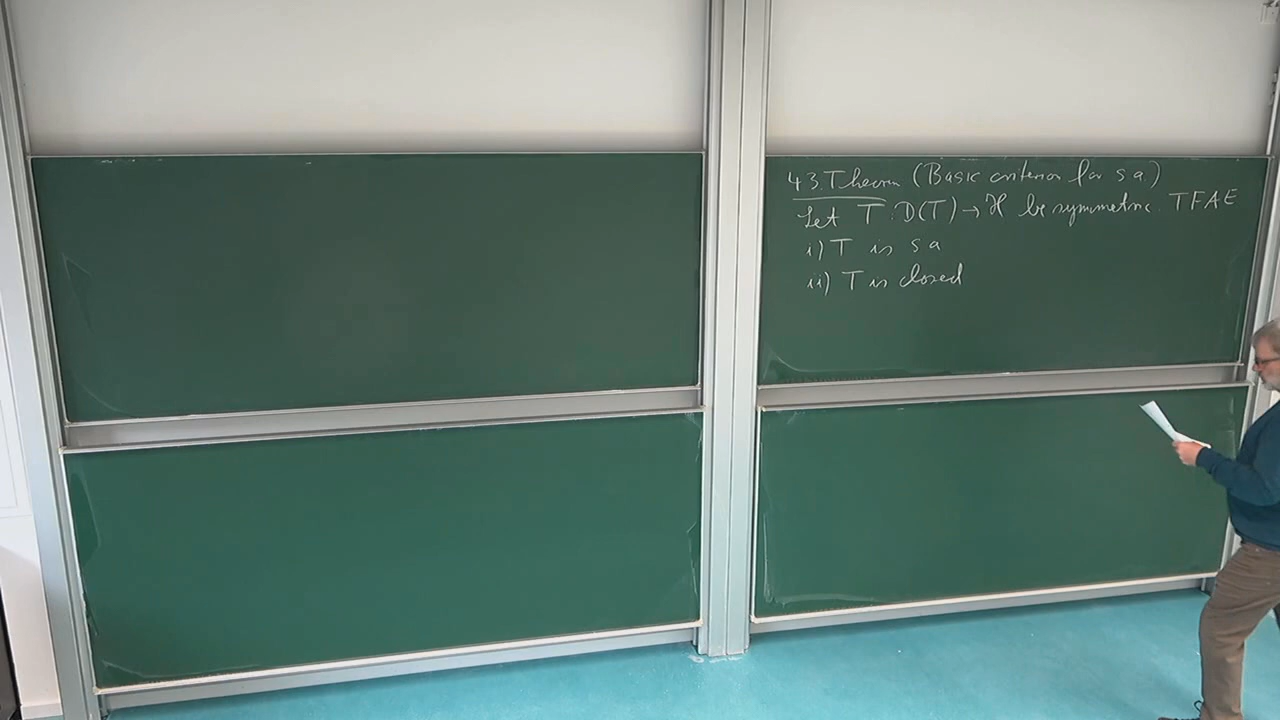 43 Theorem (Basic criterion for s a.)
Let T: D(T) → ℋ be symmetric. TFAE
i) T is s a
ii) T is closed